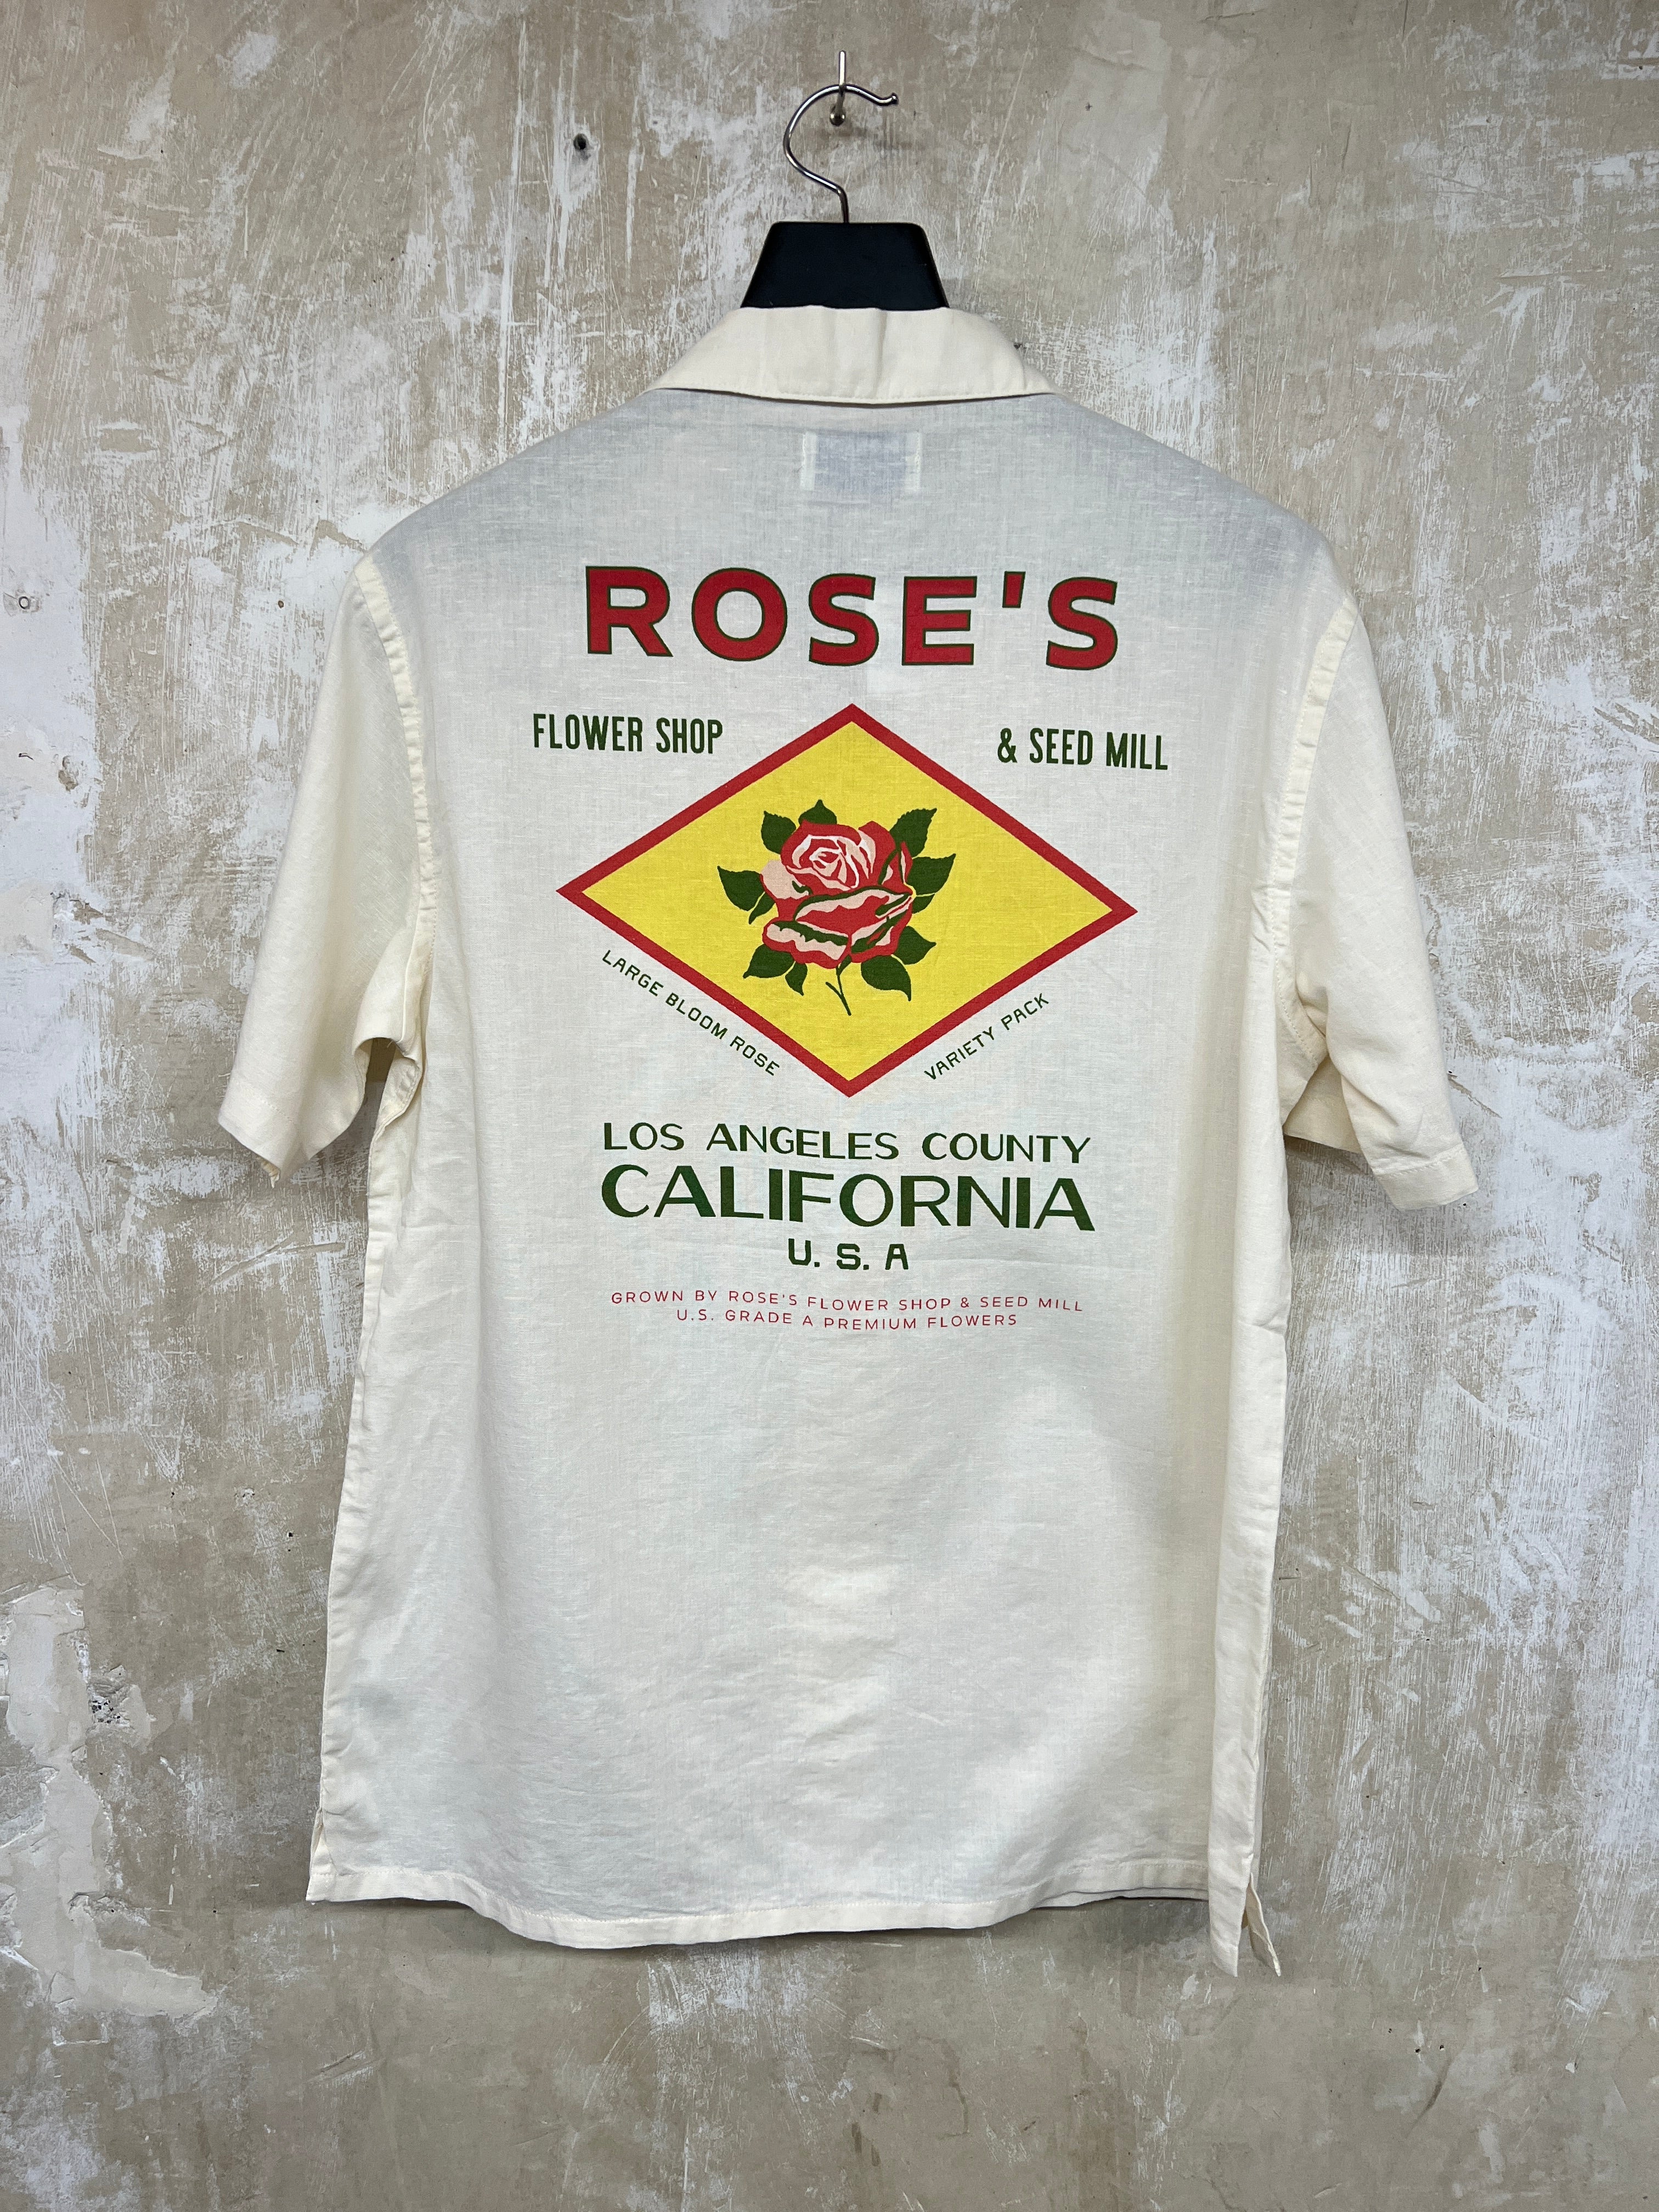 ROSE'S
FLOWER SHOP & SEED MILL
LARGE BLOOM ROSE VARIETY PACK
LOS ANGELES COUNTY
CALIFORNIA
U. S. A
GROWN BY ROSE'S FLOWER SHOP & SEED MILL
U.S. GRADE A PREMIUM FLOWERS